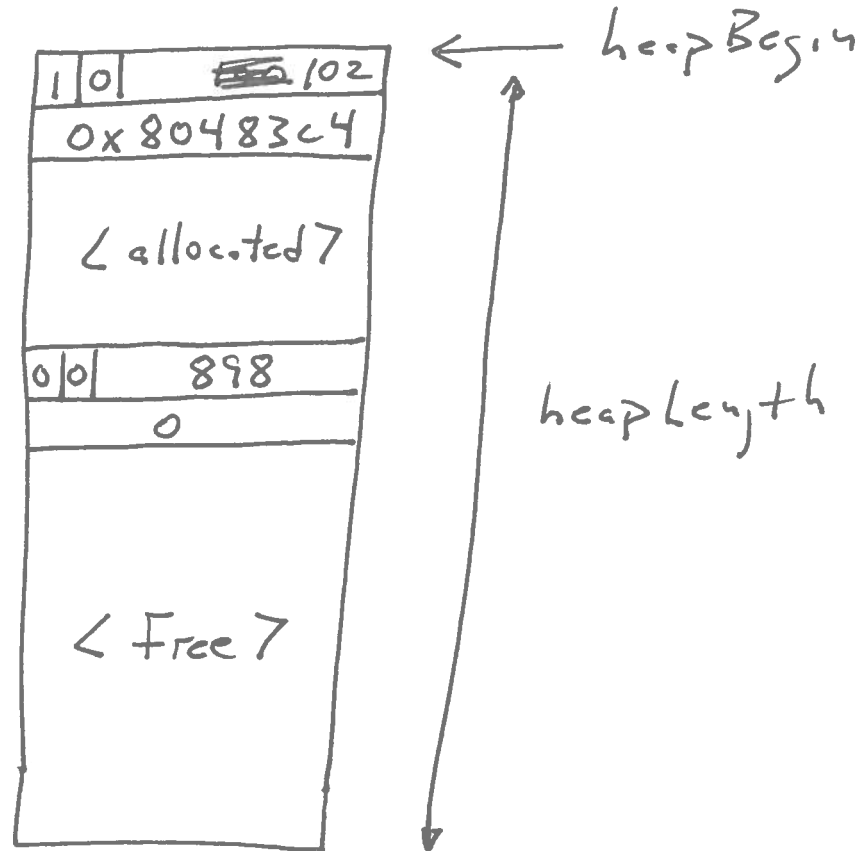 heapBegin
1 0 102
0x80483c4
<allocated>
0 0 898
0
heapLength
<Free>